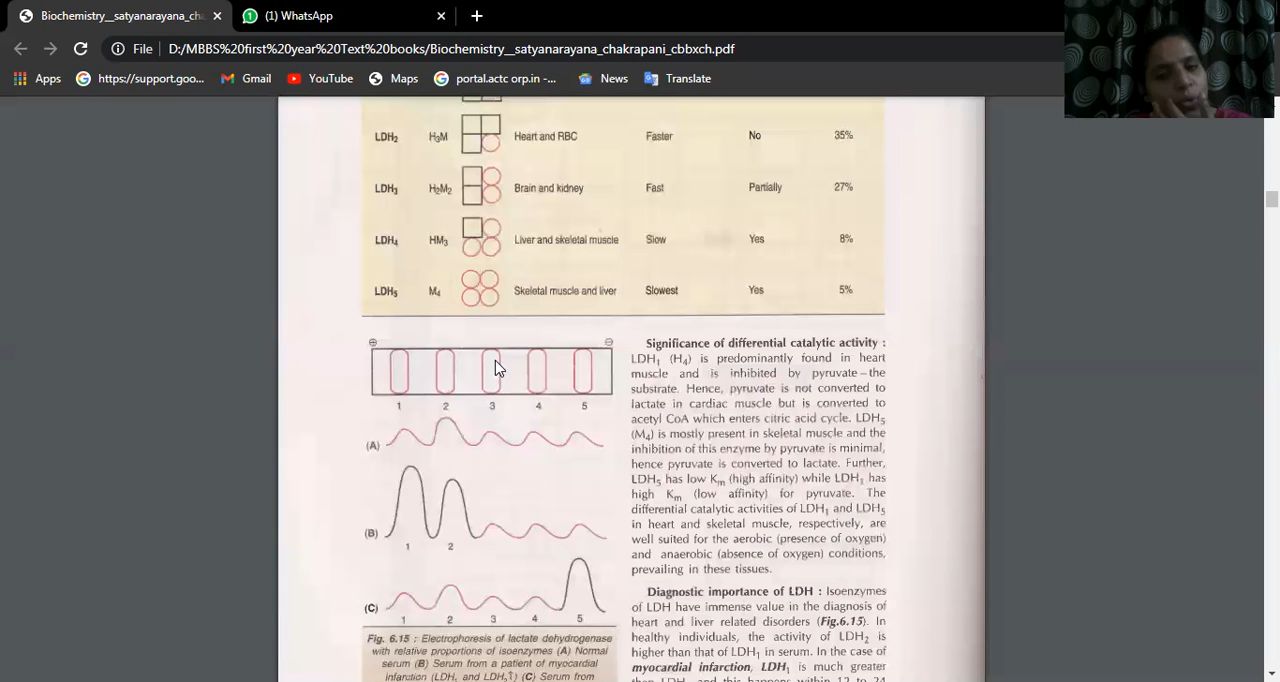 Biochemistry__satyanarayana_cha
(1) WhatsApp
File
D:/MBBS%20first%20year%20Text%20books/Biochemistry_satyanarayana_chakrapani_cbbxch.pdf
Apps
https://support.goo...
Gmail
YouTube
Maps
portal.actc orp.in -...
News
Translate
LDH2 H3M Heart and RBC Faster No 35%
LDH3 H2M2 Brain and kidney Fast Partially 27%
LDH4 HM3 Liver and skeletal muscle Slow Yes 8%
LDH5 M4 Skeletal muscle and liver Slowest Yes 5%
⊕ ⊖
1 2 3 4 5
(A)
(B)
1 2
(C)
1 2 3 4 5
Fig. 6.15 : Electrophoresis of lactate dehydrogenase
with relative proportions of isoenzymes (A) Normal
serum (B) Serum from a patient of myocardial
infarction (LDH1 and LDH2↑) (C) Serum from
Significance of differential catalytic activity :
LDH1 (H4) is predominantly found in heart
muscle and is inhibited by pyruvate–the
substrate. Hence, pyruvate is not converted to
lactate in cardiac muscle but is converted to
acetyl CoA which enters citric acid cycle. LDH5
(M4) is mostly present in skeletal muscle and the
inhibition of this enzyme by pyruvate is minimal,
hence pyruvate is converted to lactate. Further,
LDH5 has low Km (high affinity) while LDH1 has
high Km (low affinity) for pyruvate. The
differential catalytic activities of LDH1 and LDH5
in heart and skeletal muscle, respectively, are
well suited for the aerobic (presence of oxygen)
and anaerobic (absence of oxygen) conditions,
prevailing in these tissues.
Diagnostic importance of LDH : Isoenzymes
of LDH have immense value in the diagnosis of
heart and liver related disorders (Fig.6.15). In
healthy individuals, the activity of LDH2 is
higher than that of LDH1 in serum. In the case of
myocardial infarction, LDH1 is much greater
than LDH2 and this happens within 12 to 24